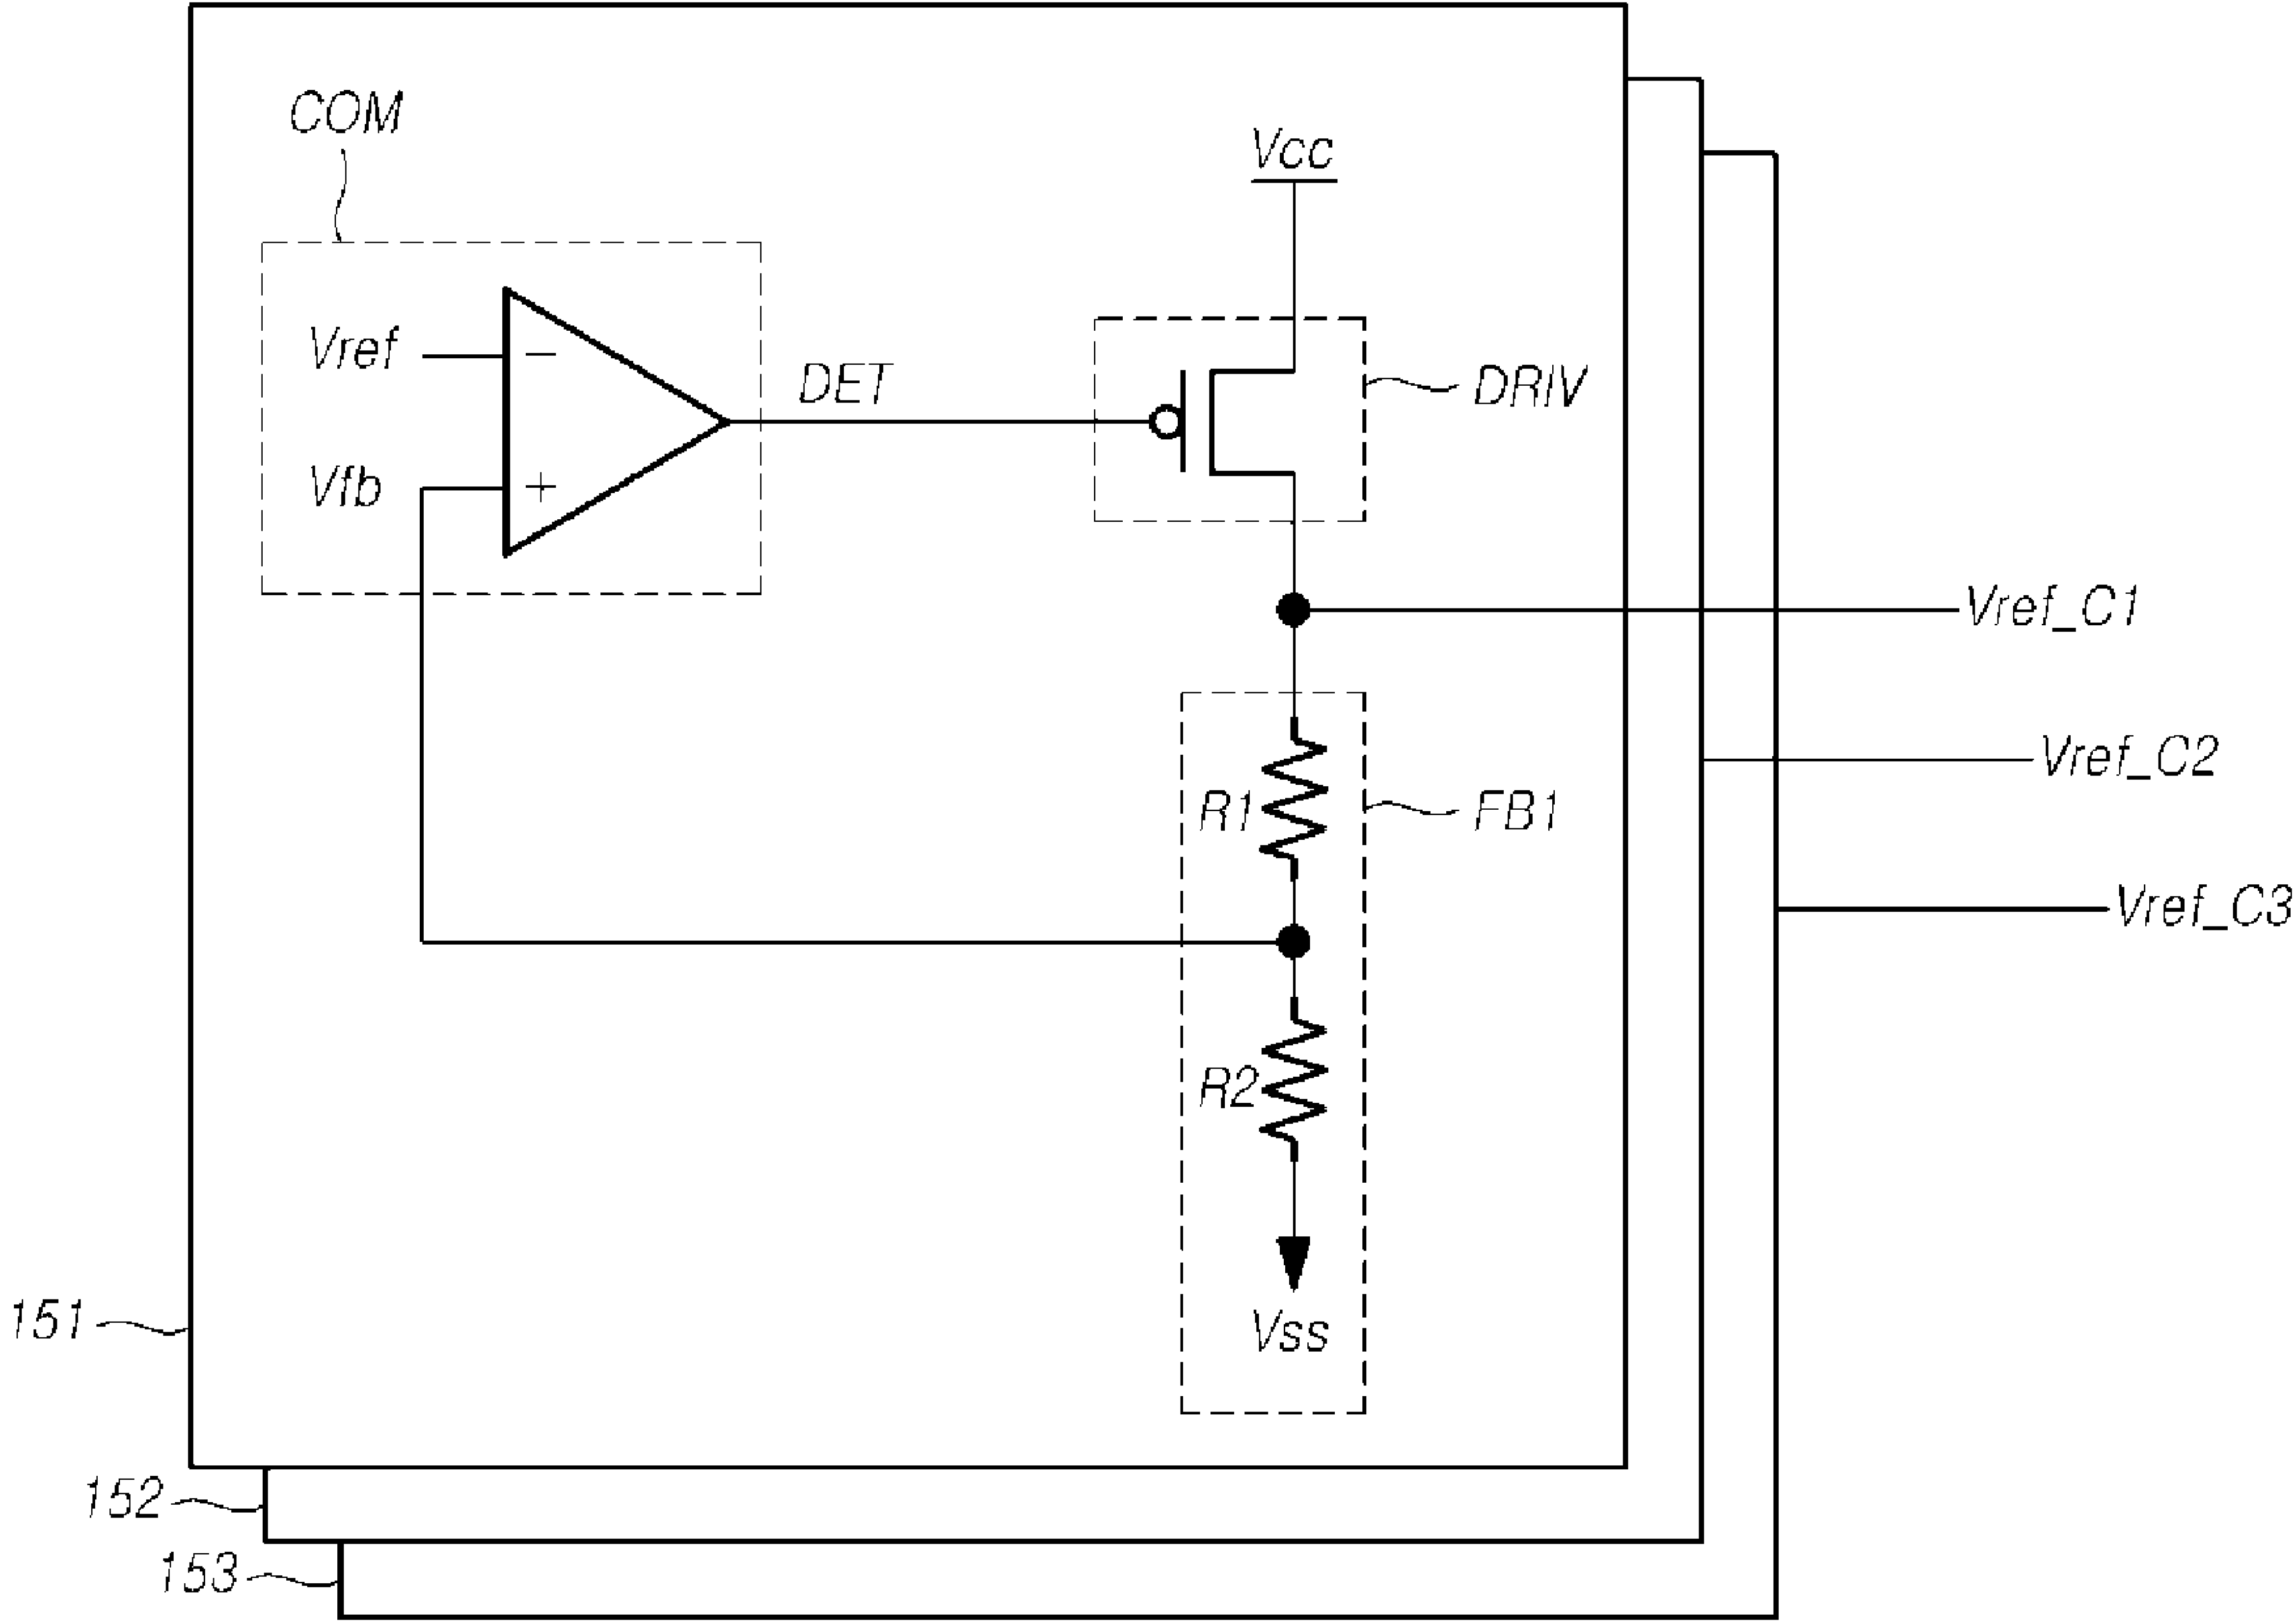 COM
Vcc
Vref
−
DET
DRIV
Vfb
+
Vref_C1
Vref_C2
R1
FB1
Vref_C3
R2
151
Vss
152
153